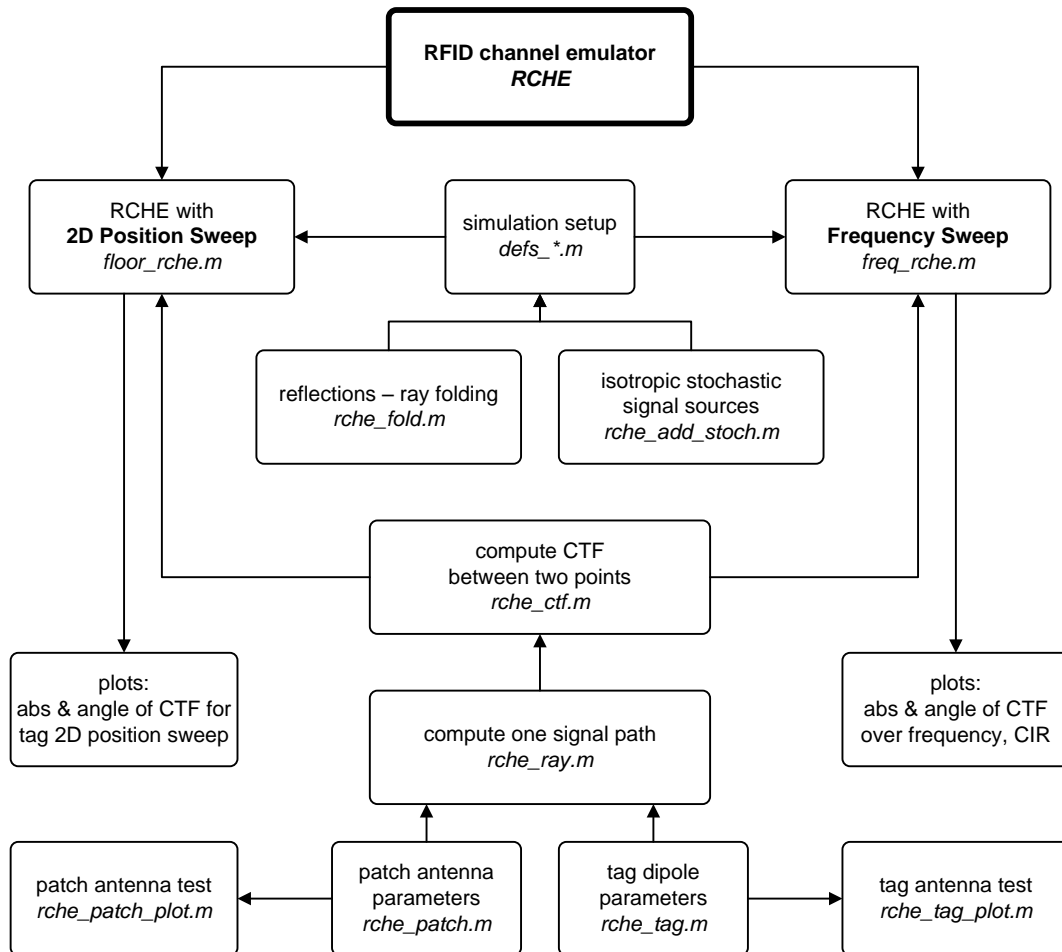 RFID channel emulator
RCHE
RCHE with
2D Position Sweep
floor_rche.m
simulation setup
defs_*.m
RCHE with
Frequency Sweep
freq_rche.m
reflections – ray folding
rche_fold.m
isotropic stochastic
signal sources
rche_add_stoch.m
compute CTF
between two points
rche_ctf.m
plots:
abs & angle of CTF for
tag 2D position sweep
plots:
abs & angle of CTF
over frequency, CIR
compute one signal path
rche_ray.m
patch antenna test
rche_patch_plot.m
patch antenna
parameters
rche_patch.m
tag dipole
parameters
rche_tag.m
tag antenna test
rche_tag_plot.m